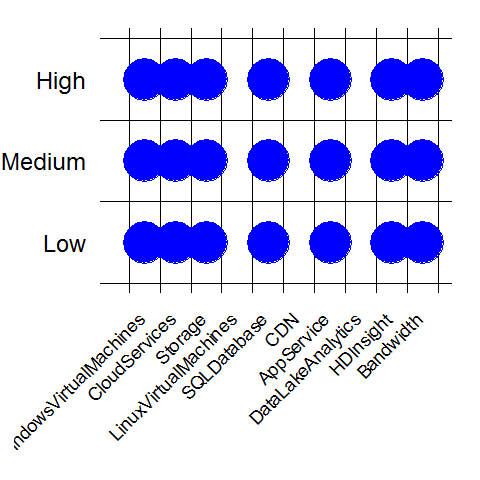 High
Medium
Low
ndowsVirtualMachines
CloudServices
Storage
LinuxVirtualMachines
SQLDatabase
CDN
AppService
DataLakeAnalytics
HDInsight
Bandwidth